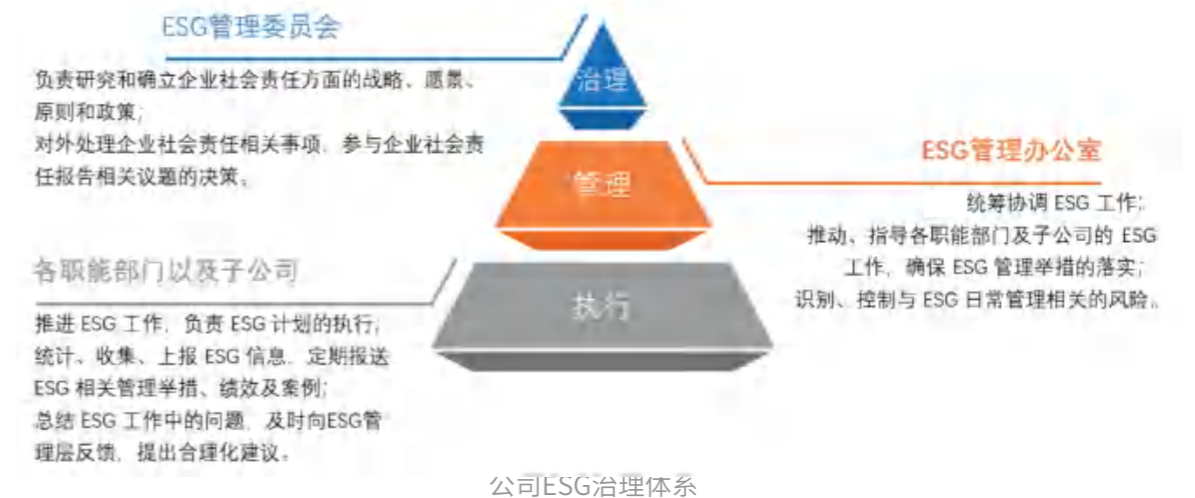 ESG管理委员会
负责研究和确立企业社会责任方面的战略、愿景、
原则和政策;
对外处理企业社会责任相关事项，参与企业社会责
任报告相关议题的决策。
治理
管理
执行
ESG管理办公室
统筹协调 ESG 工作;
推动、指导各职能部门及子公司的 ESG
工作，确保 ESG 管理举措的落实;
识别、控制与 ESG 日常管理相关的风险。
各职能部门以及子公司
推进 ESG 工作，负责 ESG 计划的执行;
统计、收集、上报 ESG 信息，定期报送
ESG 相关管理举措、绩效及案例;
总结 ESG 工作中的问题，及时向ESG管
理层反馈，提出合理化建议。
公司ESG治理体系